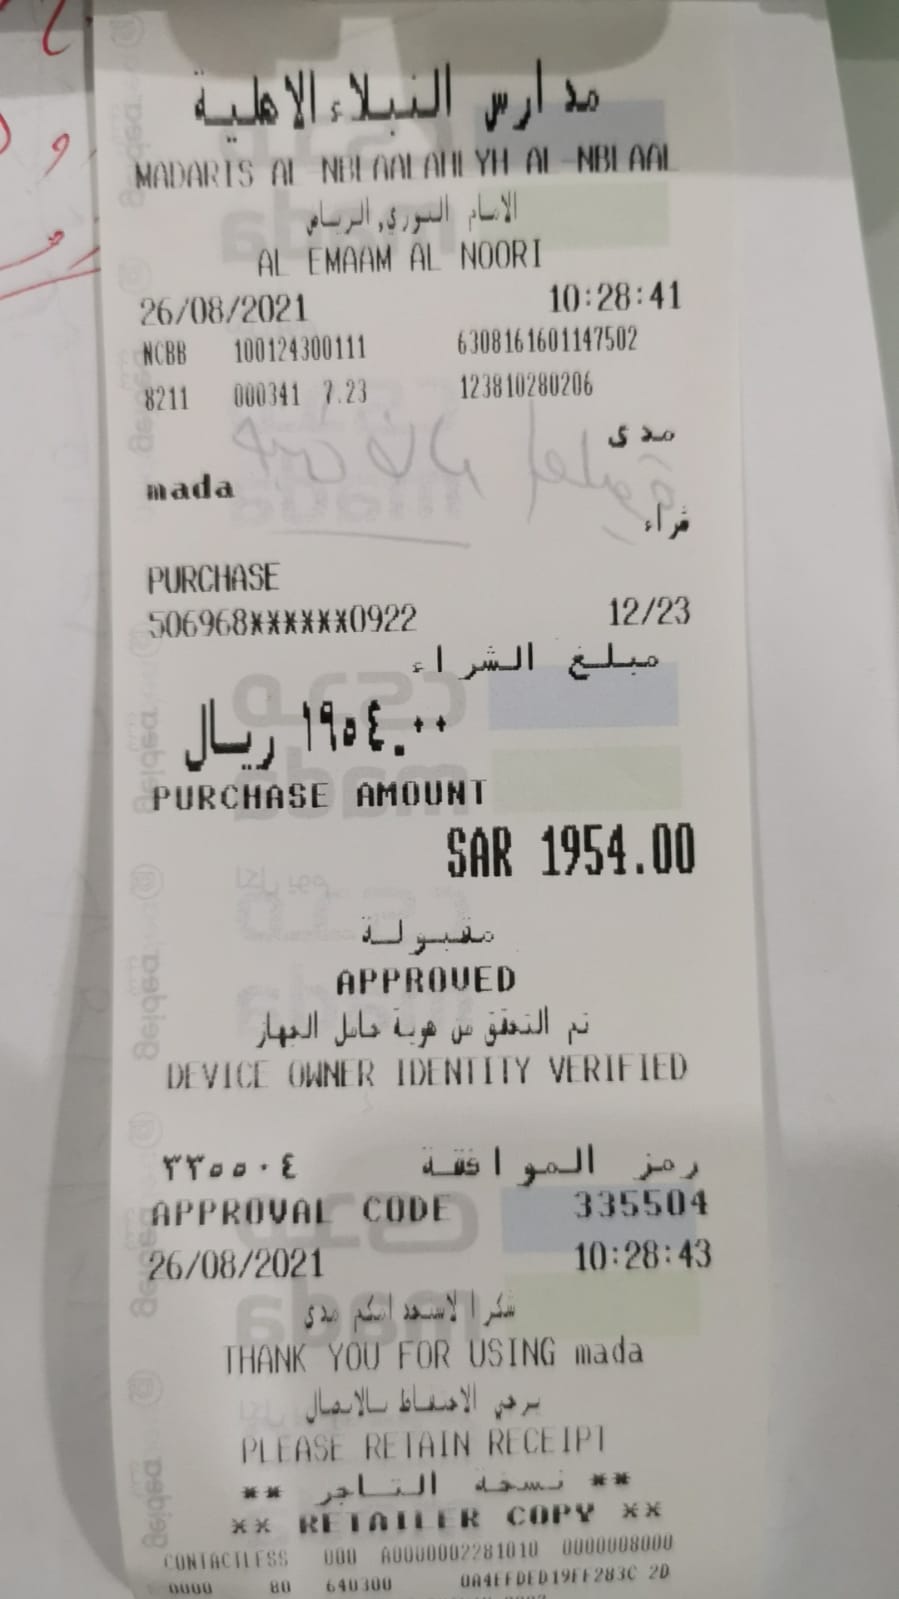 مدارس النبلاء الاهلية
MADARIS AL -NBLAALAHLYH AL -NBLAAL
الامام النوري, الرياض
AL EMAAM AL NOORI
26/08/2021 10:28:41
NCBB 100124300111 6308161601147502
8211 000341 7.23 123810280206
مدى
mada
شراء
PURCHASE
506968******0922 12/23
مبلغ الشراء
١٩٥٤.٠٠ ريال
PURCHASE AMOUNT
SAR 1954.00
مقبولة
APPROVED
تم التحقق من هوية حامل الجهاز
DEVICE OWNER IDENTITY VERIFIED
رمز الموافقة ٣٣٥٥٠٤
APPROVAL CODE 335504
26/08/2021 10:28:43
شكرا لاستخدامكم مدى
THANK YOU FOR USING mada
يرجى الاحتفاظ بالايصال
PLEASE RETAIN RECEIPT
** نسخة التاجر **
** RETAILER COPY **
CONTACTLESS 000 A0000002281010 0000008000
0000 80 640300 0A4EFDED19FF283C 2D